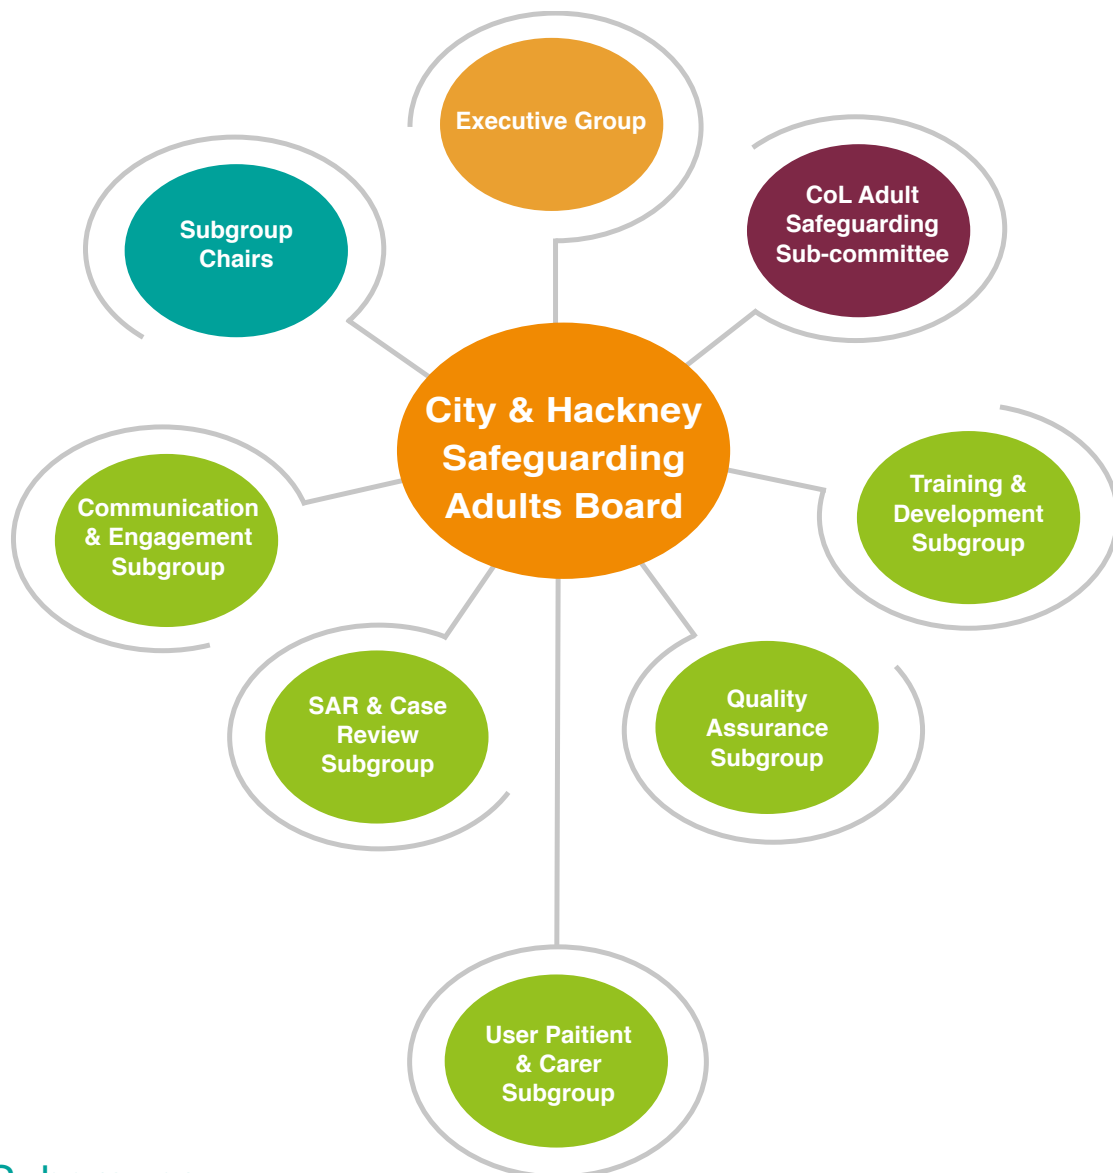 Executive Group
CoL Adult
Safeguarding
Sub-committee
Subgroup
Chairs
City & Hackney
Safeguarding
Adults Board
Training &
Development
Subgroup
Communication
& Engagement
Subgroup
SAR & Case
Review
Subgroup
Quality
Assurance
Subgroup
User Paitient
& Carer
Subgroup